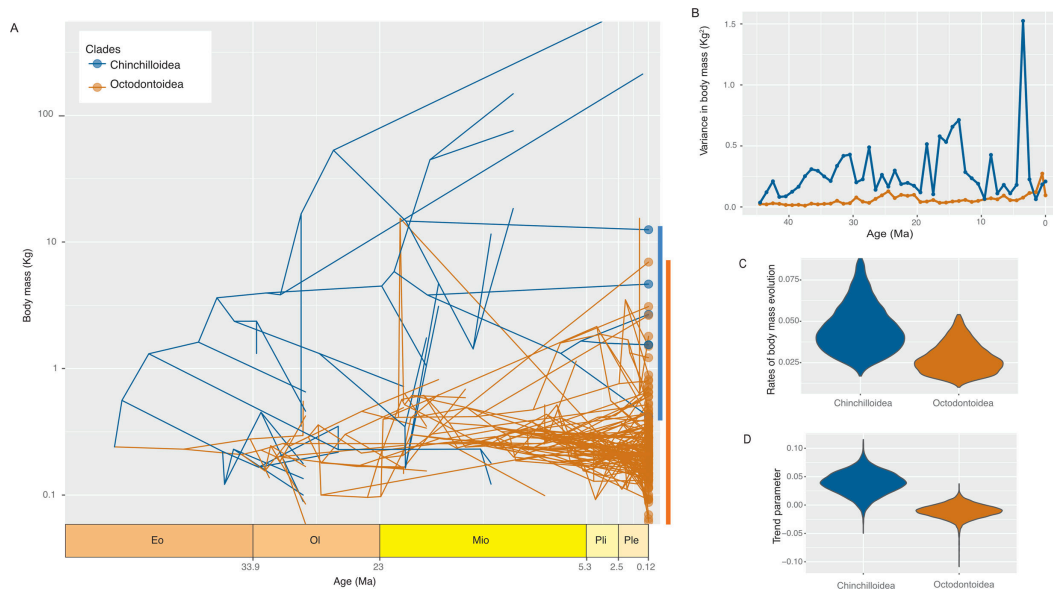 A
Body mass (Kg)
100
10
1
0.1
Clades
Chinchilloidea
Octodontoidea
Eo
Ol
Mio
Pli
Ple
33.9
23
5.3
2.5
0.12
Age (Ma)
B
Variance in body mass (Kg²)
1.5
1.0
0.5
0.0
40
30
20
10
0
Age (Ma)
C
Rates of body mass evolution
0.075
0.050
0.025
Chinchilloidea
Octodontoidea
D
Trend parameter
0.10
0.05
0.00
−0.05
−0.10
Chinchilloidea
Octodontoidea